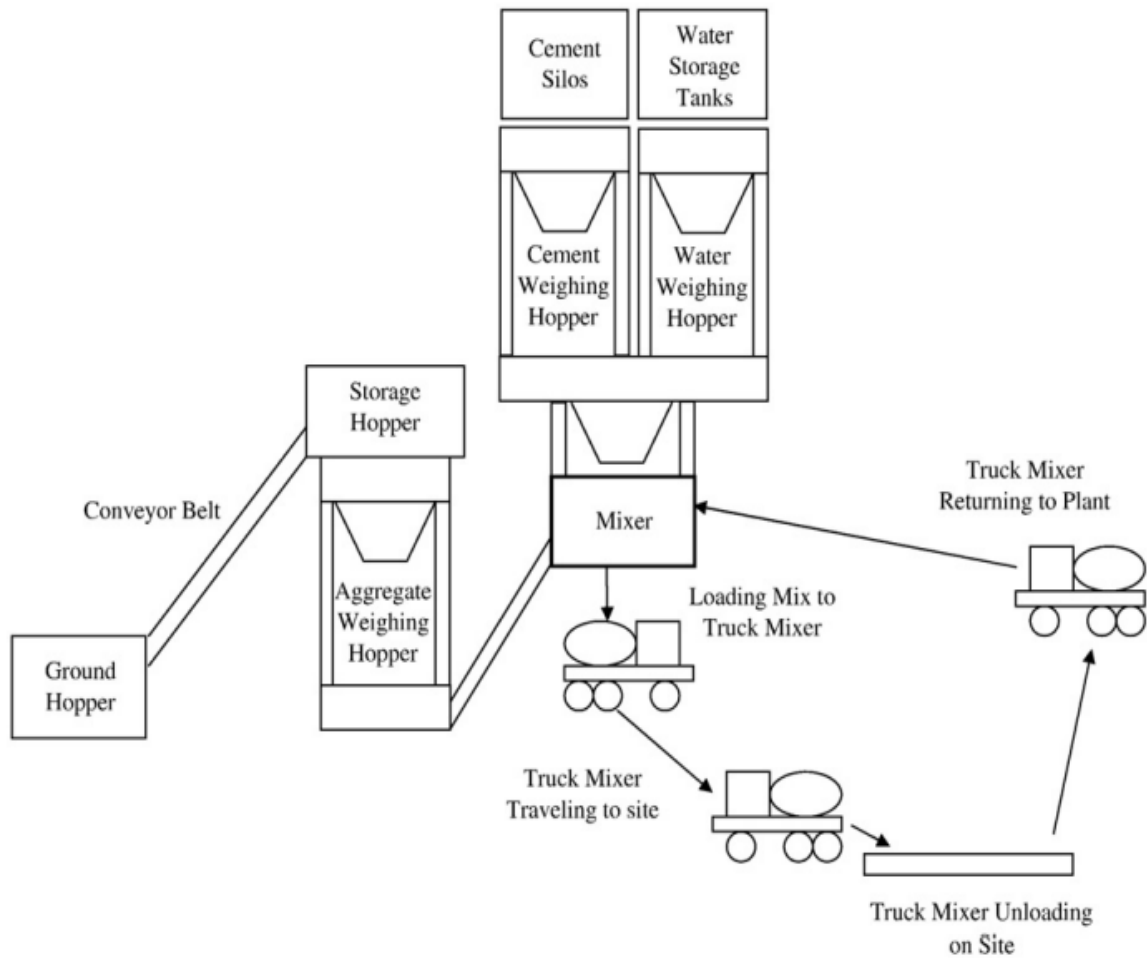 Cement
Silos
Water
Storage
Tanks
Cement
Weighing
Hopper
Water
Weighing
Hopper
Storage
Hopper
Conveyor Belt
Mixer
Truck Mixer
Returning to Plant
Aggregate
Weighing
Hopper
Loading Mix to
Truck Mixer
Ground
Hopper
Truck Mixer
Traveling to site
Truck Mixer Unloading
on Site